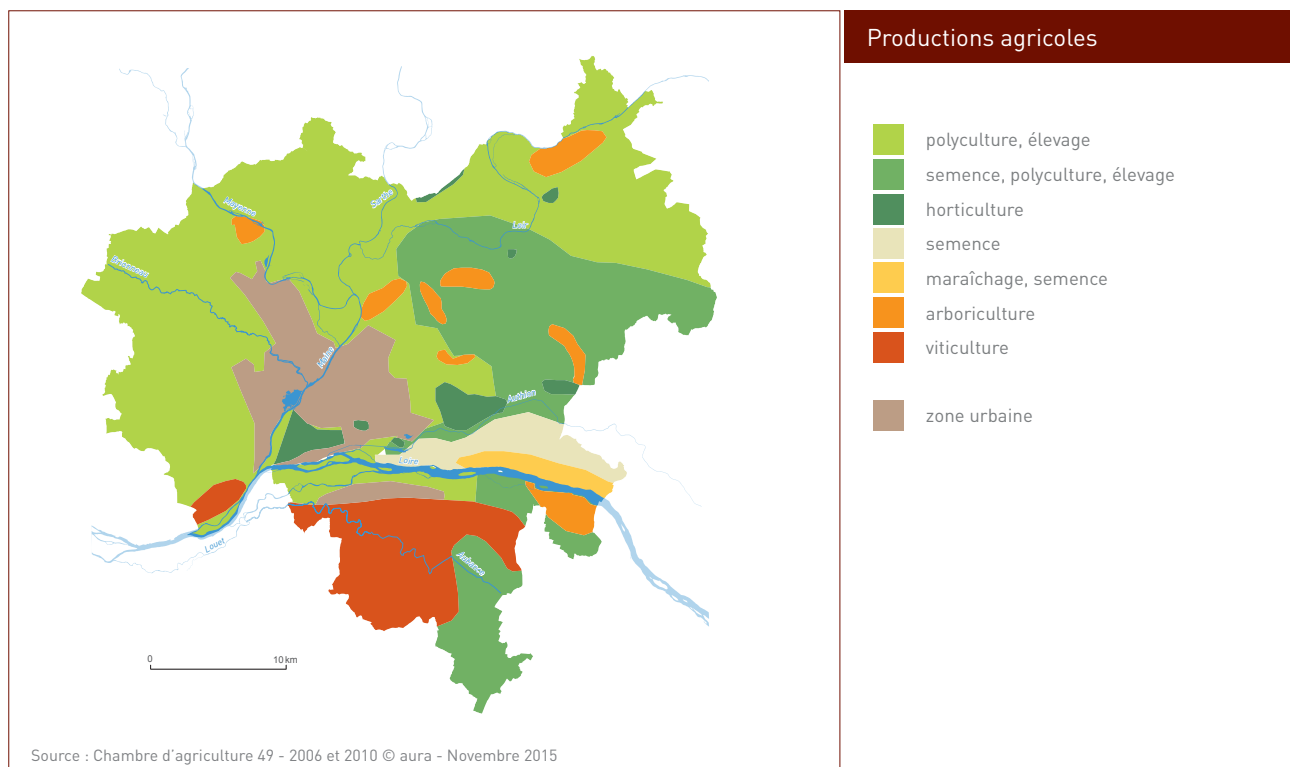 Productions agricoles
polyculture, élevage
semence, polyculture, élevage
horticulture
semence
maraîchage, semence
arboriculture
viticulture
zone urbaine
Mayenne
Sarthe
Loir
Brionneau
Maine
Authion
Loire
Louet
Aubance
0 10 km
Source : Chambre d'agriculture 49 - 2006 et 2010 © aura - Novembre 2015